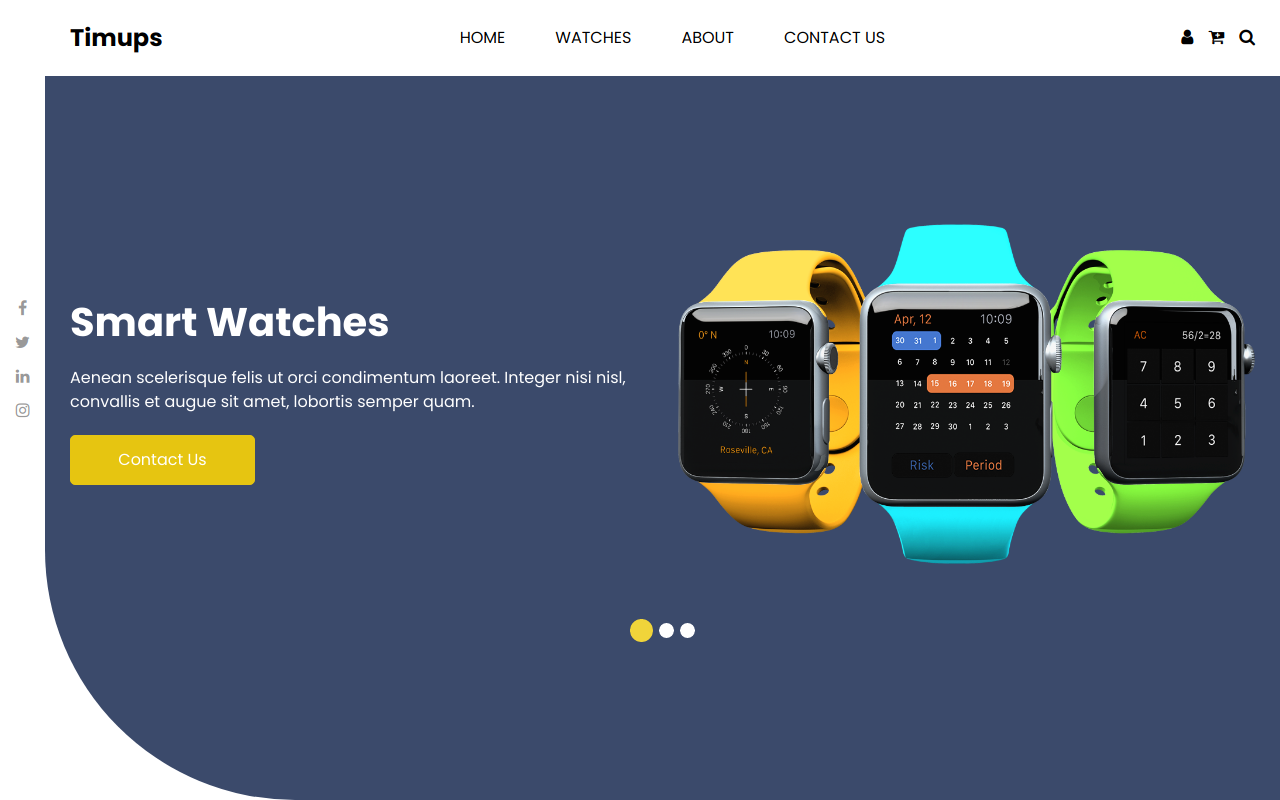 Timups
HOME WATCHES ABOUT CONTACT US
Smart Watches
Aenean scelerisque felis ut orci condimentum laoreet. Integer nisi nisl,
convallis et augue sit amet, lobortis semper quam.
Contact Us
0° N 10:09
N
E
S
Roseville, CA
Apr, 12 10:09
30 31 1 2 3 4 5
6 7 8 9 10 11 12
13 14 15 16 17 18 19
20 21 22 23 24 25 26
27 28 29 30 1 2 3
Risk Period
AC 56/2=28
7 8 9
4 5 6
1 2 3